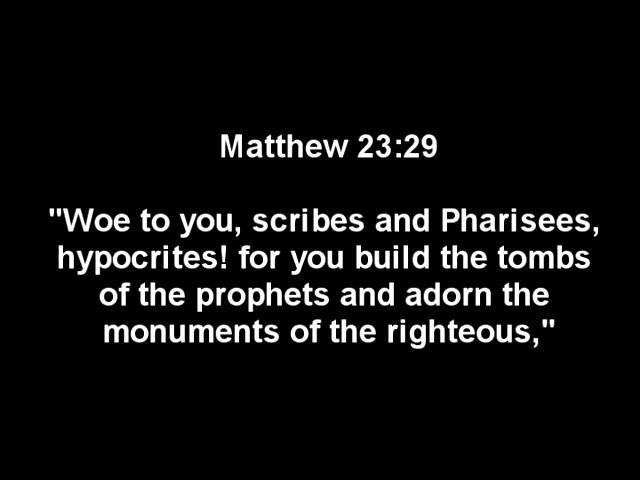 Matthew 23:29
"Woe to you, scribes and Pharisees,
hypocrites! for you build the tombs
of the prophets and adorn the
monuments of the righteous,"